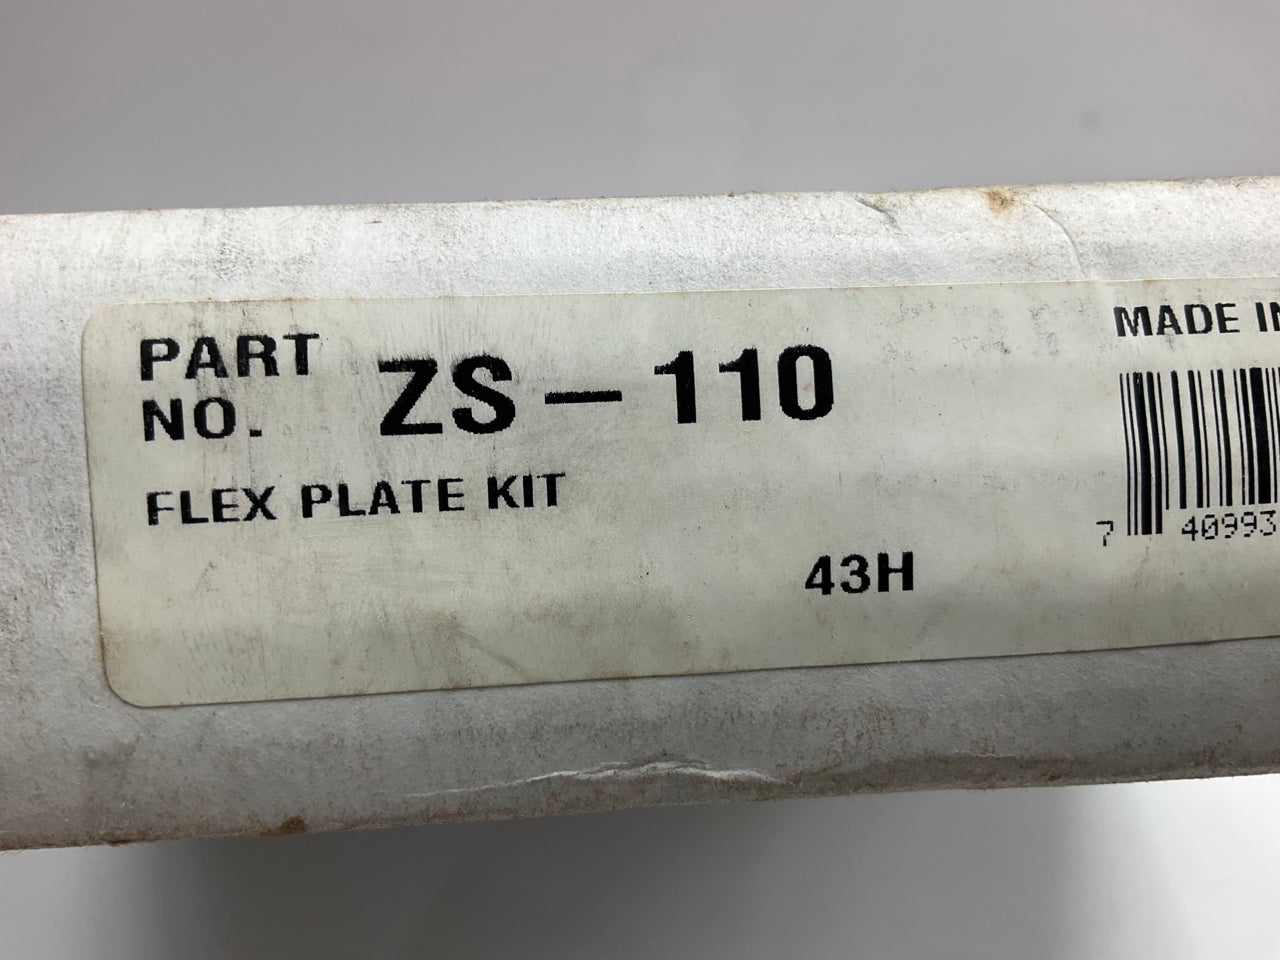 PART NO. ZS-110
FLEX PLATE KIT
43H
MADE IN
7 40993